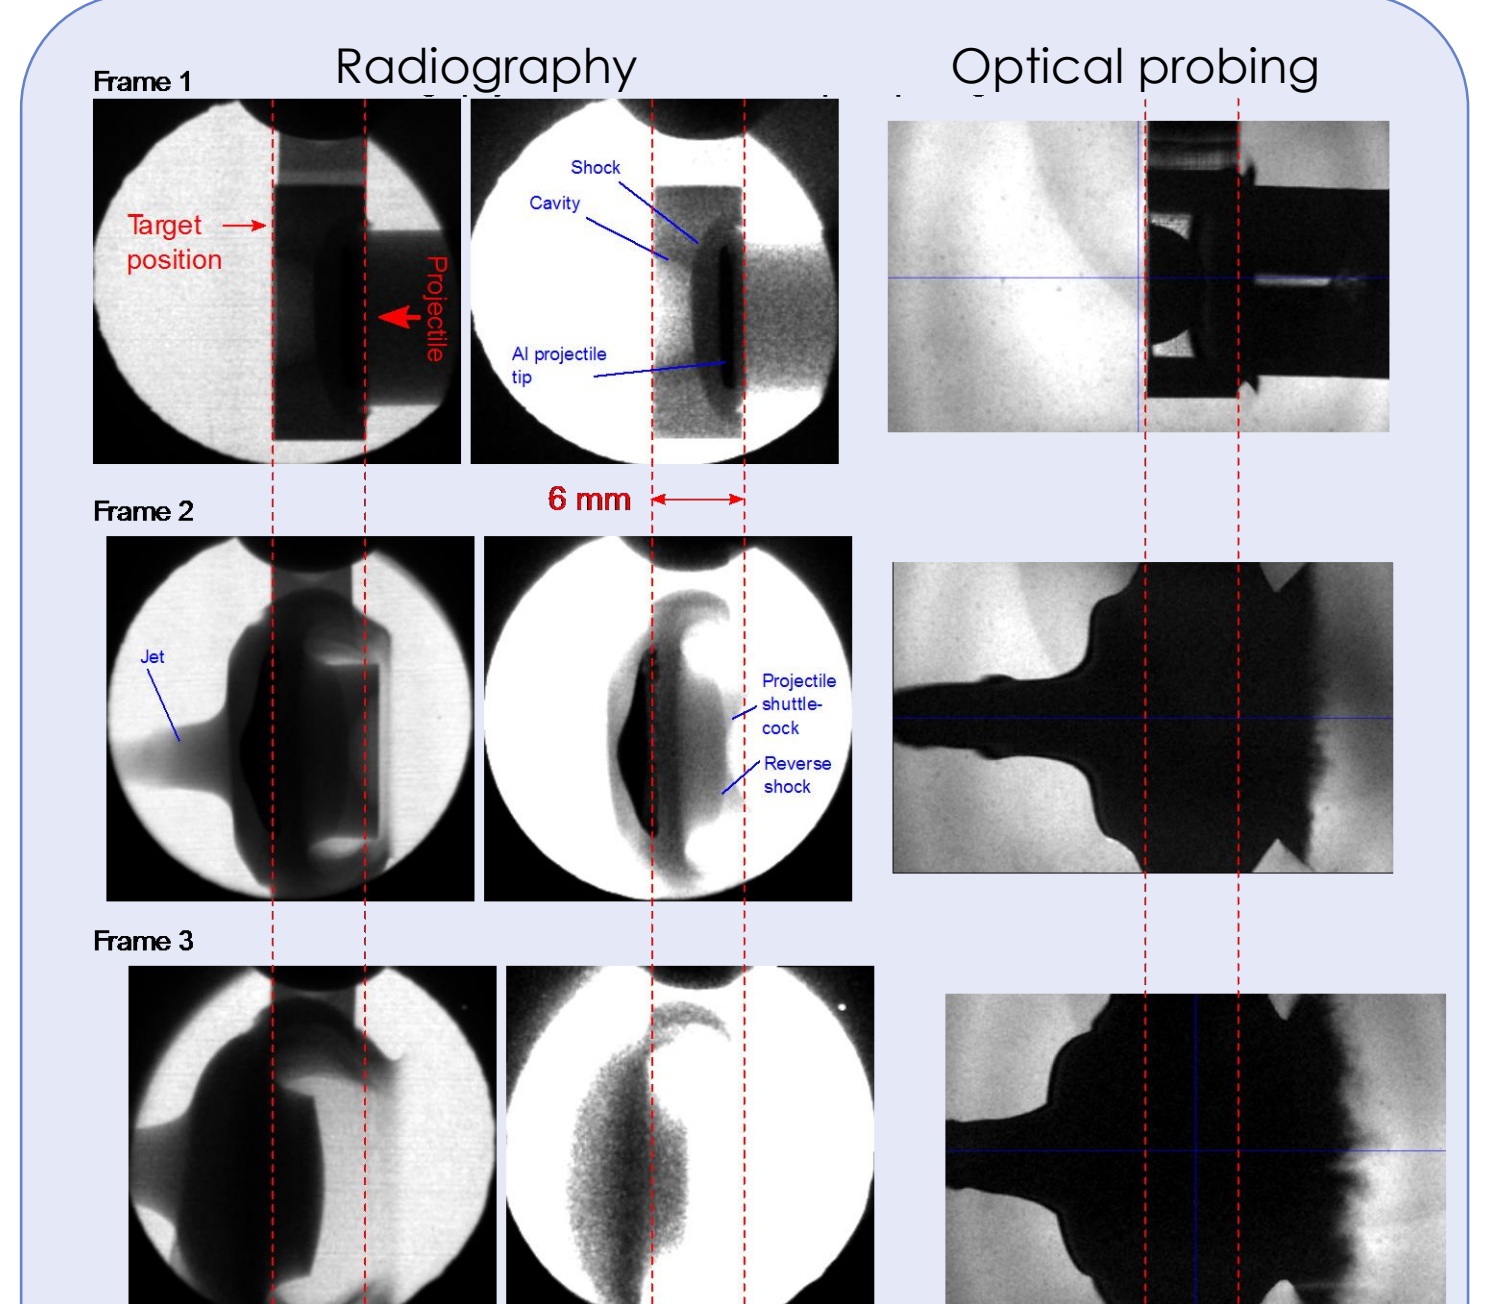 Radiography
Optical probing
Frame 1
Shock
Cavity
Target
position
Projectile
Al projectile
tip
6 mm
Frame 2
Jet
Projectile
shuttle-
cock
Reverse
shock
Frame 3